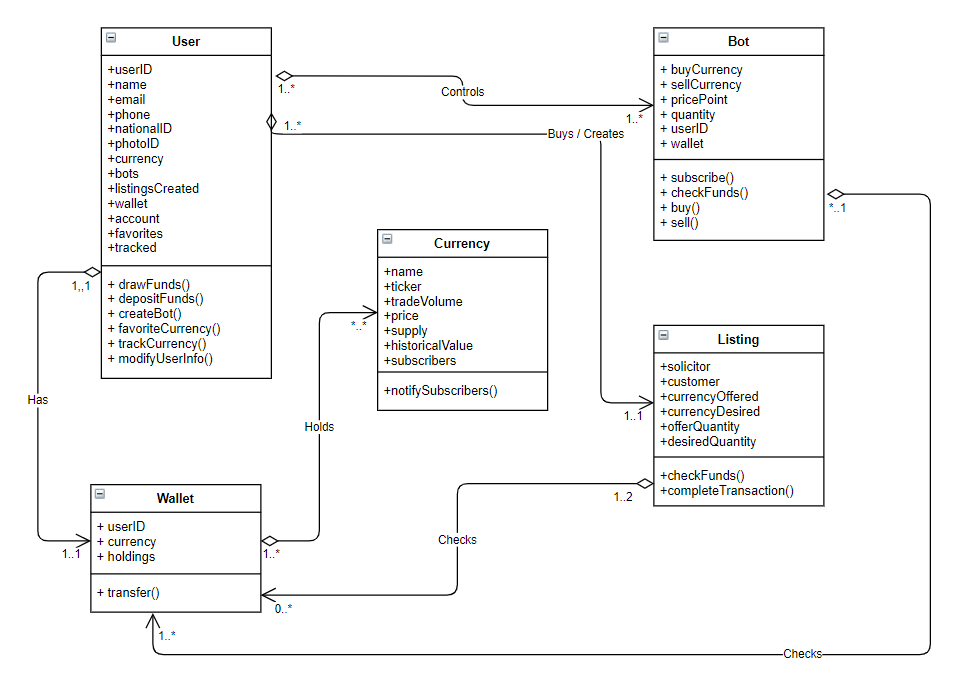 User
+userID
+name
+email
+phone
+nationalID
+photoID
+currency
+bots
+listingsCreated
+wallet
+account
+favorites
+tracked
+ drawFunds()
+ depositFunds()
+ createBot()
+ favoriteCurrency()
+ trackCurrency()
+ modifyUserInfo()
1..*
Controls
1..*
1..*
Buys / Creates
1..1
Bot
+ buyCurrency
+ sellCurrency
+ pricePoint
+ quantity
+ userID
+ wallet
+ subscribe()
+ checkFunds()
+ buy()
+ sell()
*..1
Currency
+name
+ticker
+tradeVolume
+price
+supply
+historicalValue
+subscribers
+notifySubscribers()
*..*
Holds
1..*
Listing
+solicitor
+customer
+currencyOffered
+currencyDesired
+offerQuantity
+desiredQuantity
+checkFunds()
+completeTransaction()
1..2
Checks
0..*
1,,1
Has
1..1
Wallet
+ userID
+ currency
+ holdings
+ transfer()
1..*
Checks